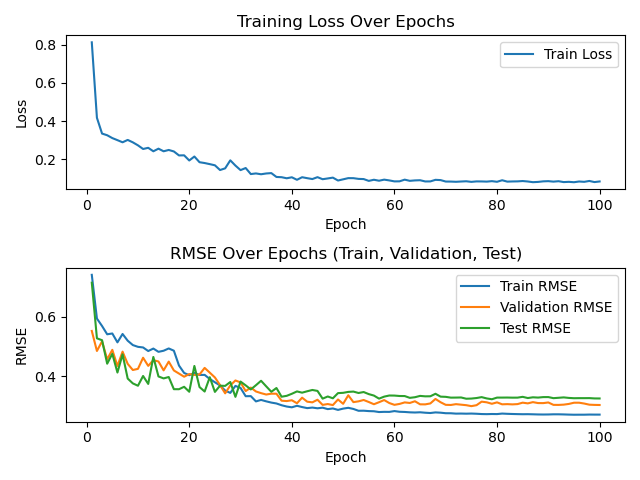 Training Loss Over Epochs
Train Loss
Loss
0.8
0.6
0.4
0.2
0 20 40 60 80 100
Epoch
RMSE Over Epochs (Train, Validation, Test)
Train RMSE
Validation RMSE
Test RMSE
RMSE
0.6
0.4
0 20 40 60 80 100
Epoch